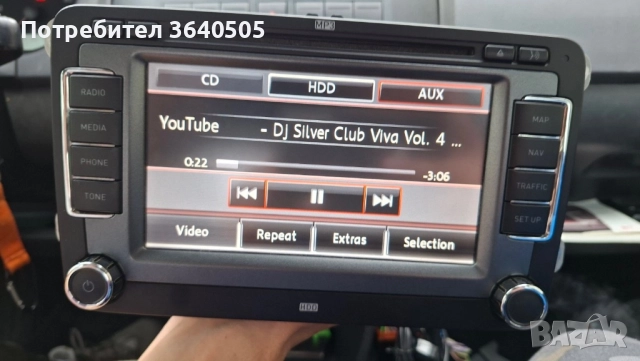 Потребител 3640505
MP3
CD
HDD
AUX
RADIO
MEDIA
PHONE
TONE
YouTube - Dj Silver Club Viva Vol. 4 ...
0:22
-3:06
Video
Repeat
Extras
Selection
MAP
NAV
TRAFFIC
SET UP
HDD
BAZAR